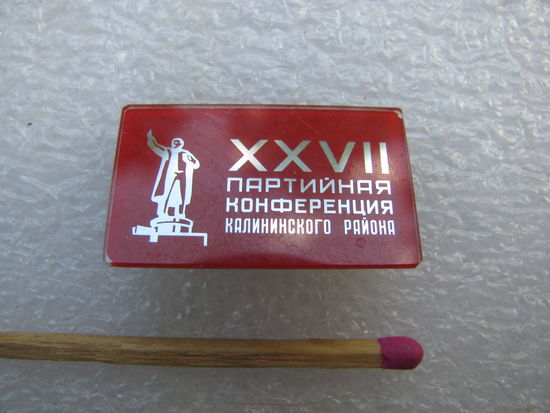 XXVII
ПАРТИЙНАЯ
КОНФЕРЕНЦИЯ
КАЛИНИНСКОГО РАЙОНА